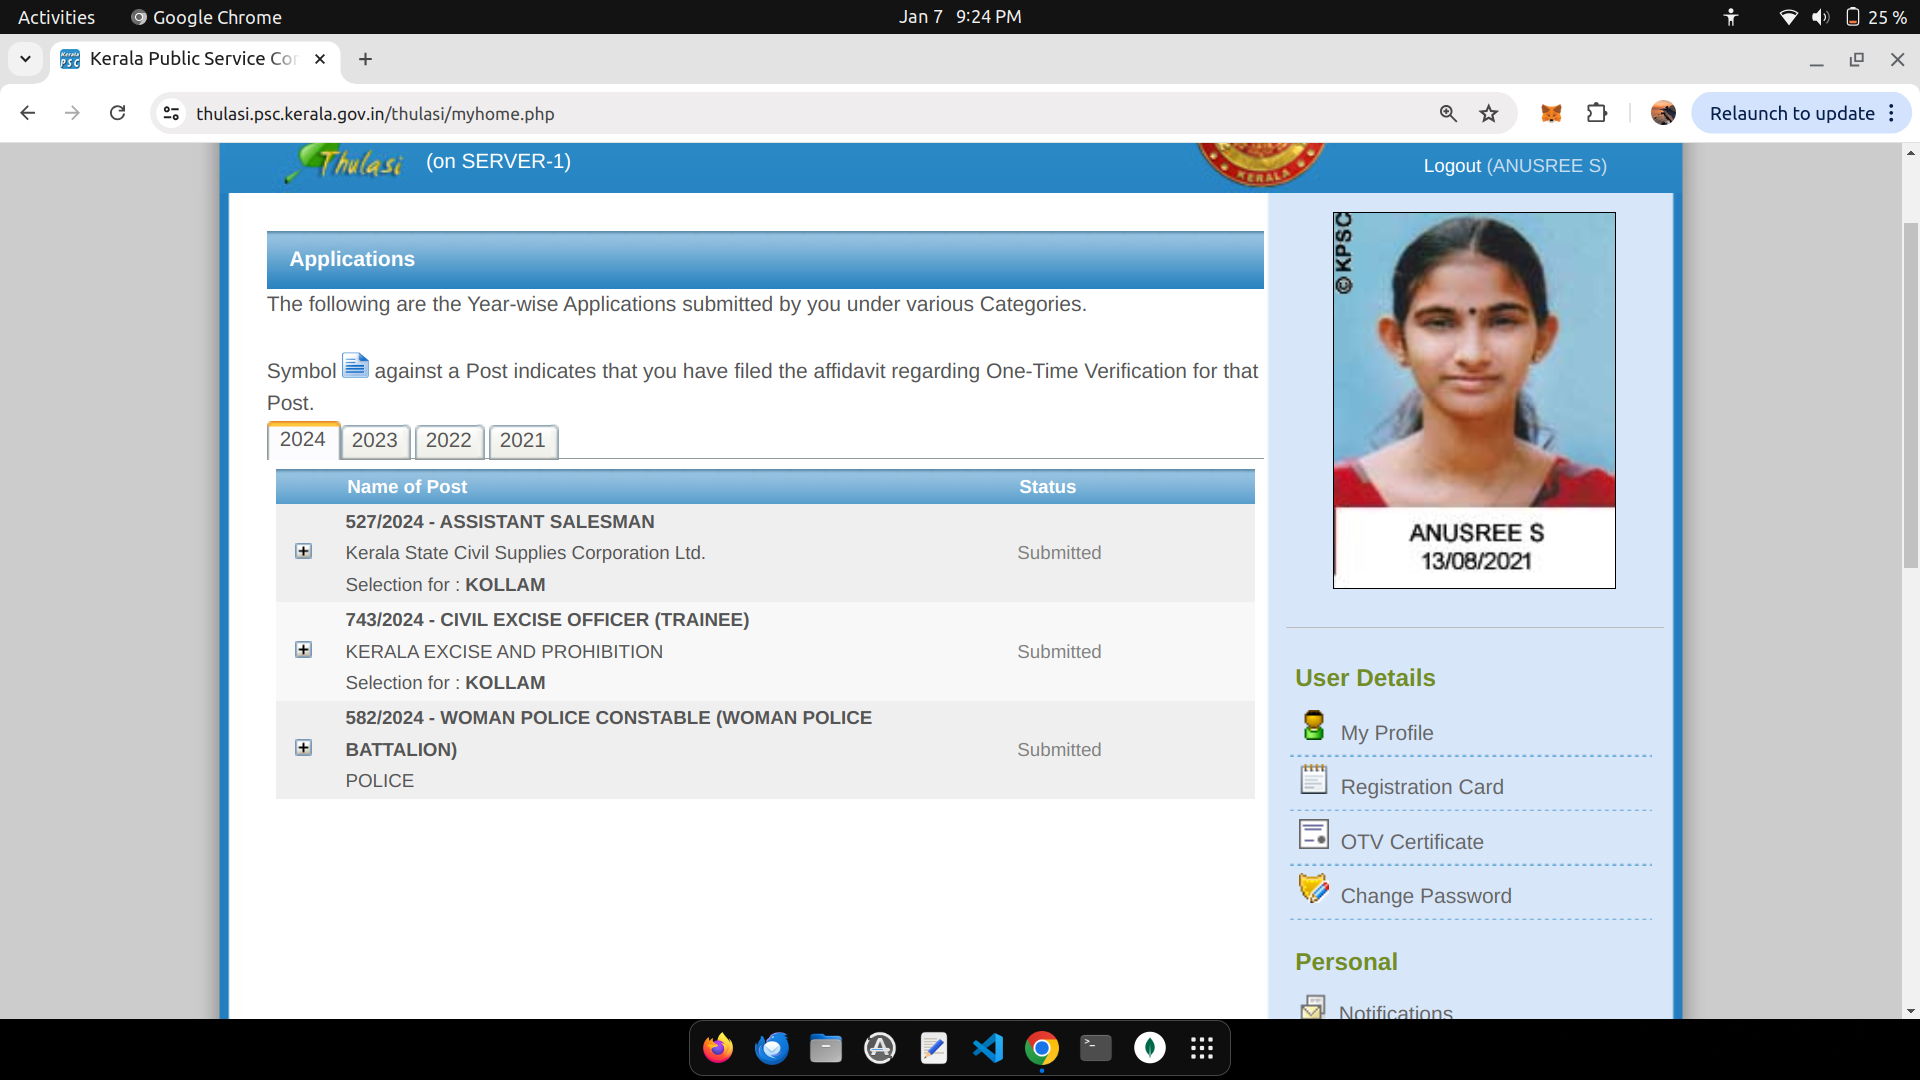 Activities
Google Chrome
Jan 7 9:24 PM
25 %
Kerala PSC
Kerala Public Service Co
thulasi.psc.kerala.gov.in/thulasi/myhome.php
Relaunch to update
Thulasi
(on SERVER-1)
KERALA
Logout (ANUSREE S)
Applications
The following are the Year-wise Applications submitted by you under various Categories.
Symbol against a Post indicates that you have filed the affidavit regarding One-Time Verification for that
Post.
2024 2023 2022 2021
Name of Post Status
527/2024 - ASSISTANT SALESMAN
Kerala State Civil Supplies Corporation Ltd. Submitted
Selection for : KOLLAM
743/2024 - CIVIL EXCISE OFFICER (TRAINEE)
KERALA EXCISE AND PROHIBITION Submitted
Selection for : KOLLAM
582/2024 - WOMAN POLICE CONSTABLE (WOMAN POLICE
BATTALION) Submitted
POLICE
© KPSC
ANUSREE S
13/08/2021
User Details
My Profile
Registration Card
OTV Certificate
Change Password
Personal
Notifications